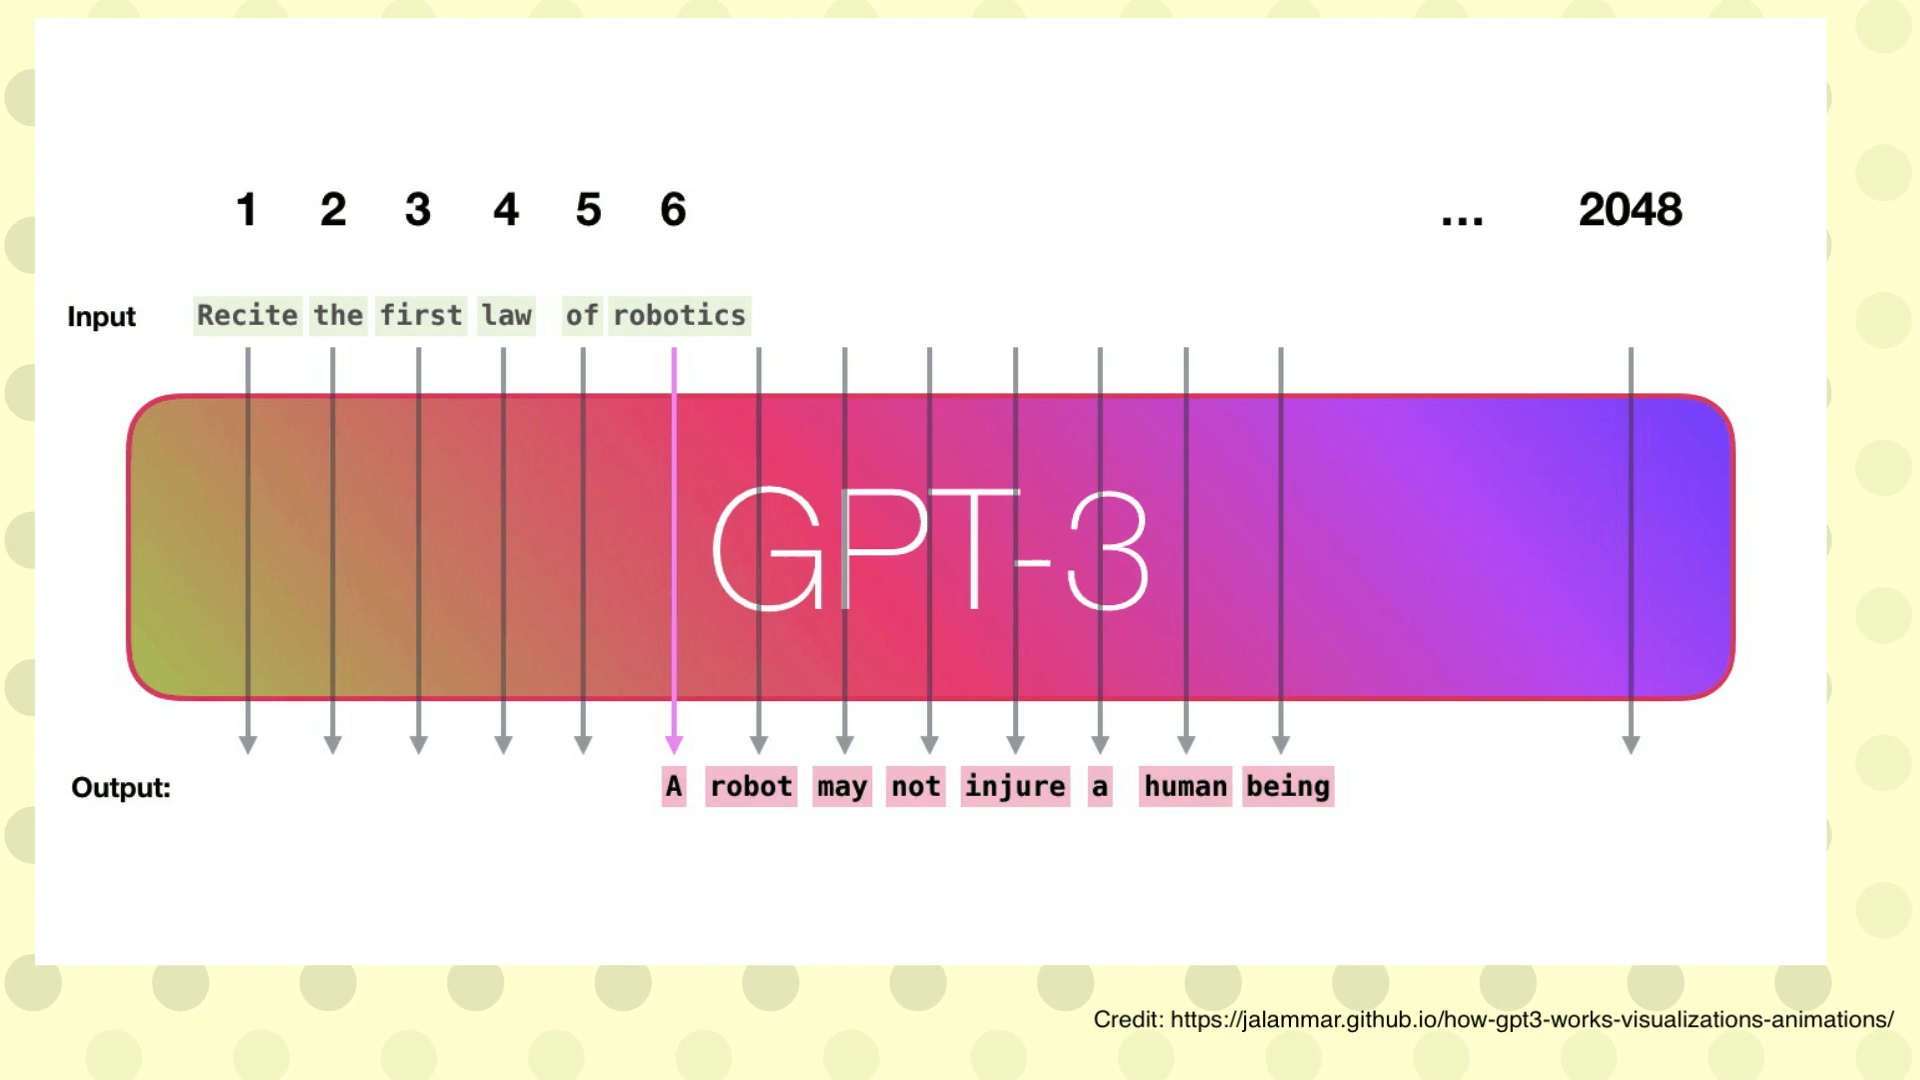 1 2 3 4 5 6 ... 2048
Input Recite the first law of robotics
GPT-3
Output: A robot may not injure a human being
Credit: https://jalammar.github.io/how-gpt3-works-visualizations-animations/